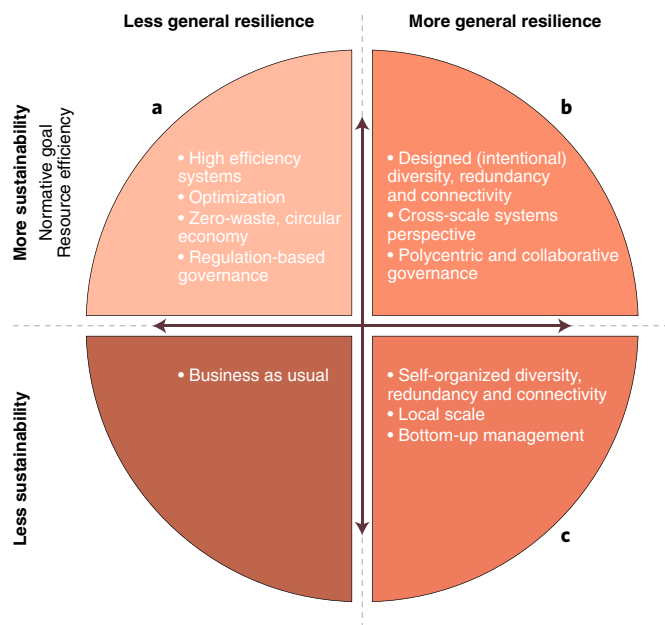 Less general resilience
More general resilience
More sustainability
Normative goal
Resource efficiency
a
• High efficiency
systems
• Optimization
• Zero-waste, circular
economy
• Regulation-based
governance
b
• Designed (intentional)
diversity, redundancy
and connectivity
• Cross-scale systems
perspective
• Polycentric and collaborative
governance
Less sustainability
• Business as usual
• Self-organized diversity,
redundancy and connectivity
• Local scale
• Bottom-up management
c